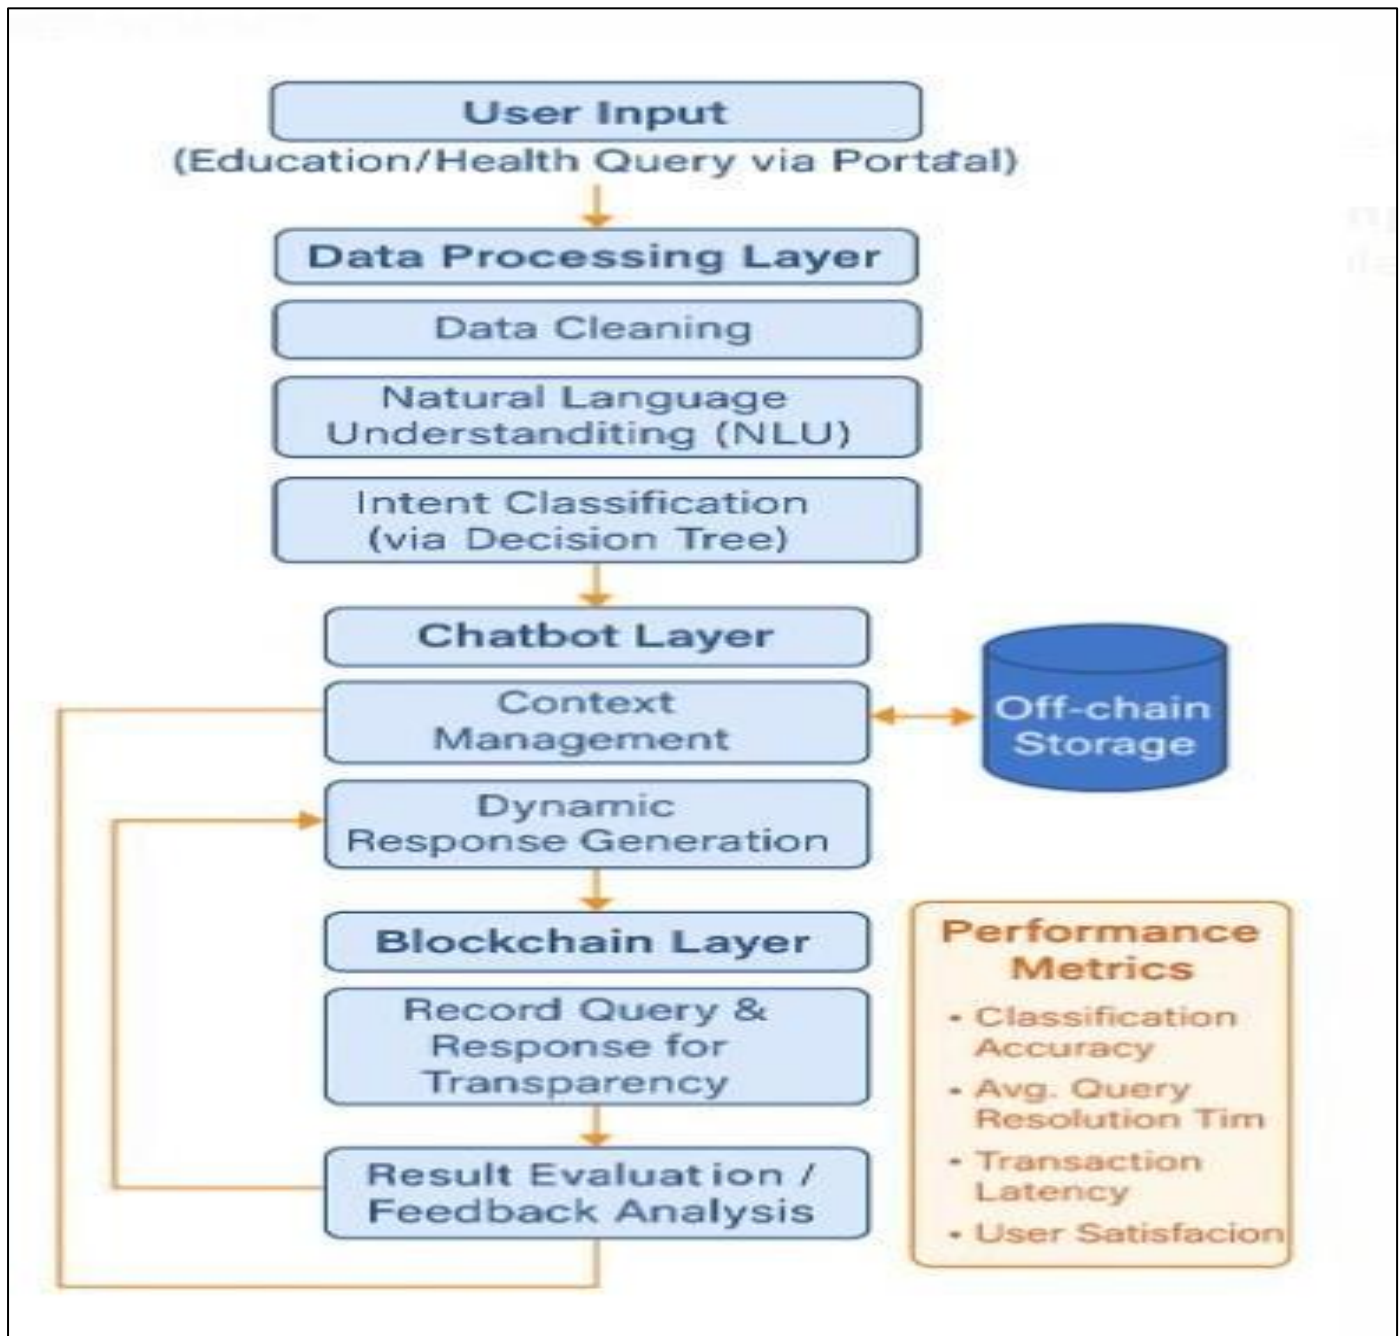 User Input
(Education/Health Query via Portaťal)
Data Processing Layer
Data Cleaning
Natural Language
Understanditing (NLU)
Intent Classification
(via Decision Tree)
Chatbot Layer
Context
Management
Off-chain
Storage
Dynamic
Response Generation
Blockchain Layer
Record Query &
Response for
Transparency
Result Evaluation /
Feedback Analysis
Performance
Metrics
• Classification
Accuracy
• Avg. Query
Resolution Tim
• Transaction
Latency
• User Satisfacion